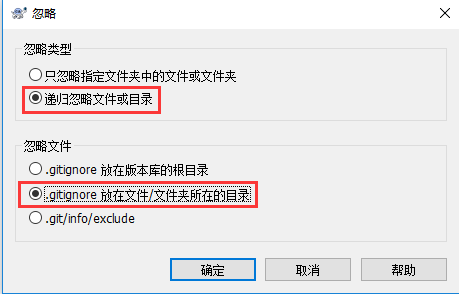 忽略
忽略类型
只忽略指定文件夹中的文件或文件夹
递归忽略文件或目录
忽略文件
.gitignore 放在版本库的根目录
.gitignore 放在文件/文件夹所在的目录
.git/info/exclude
确定 取消 帮助